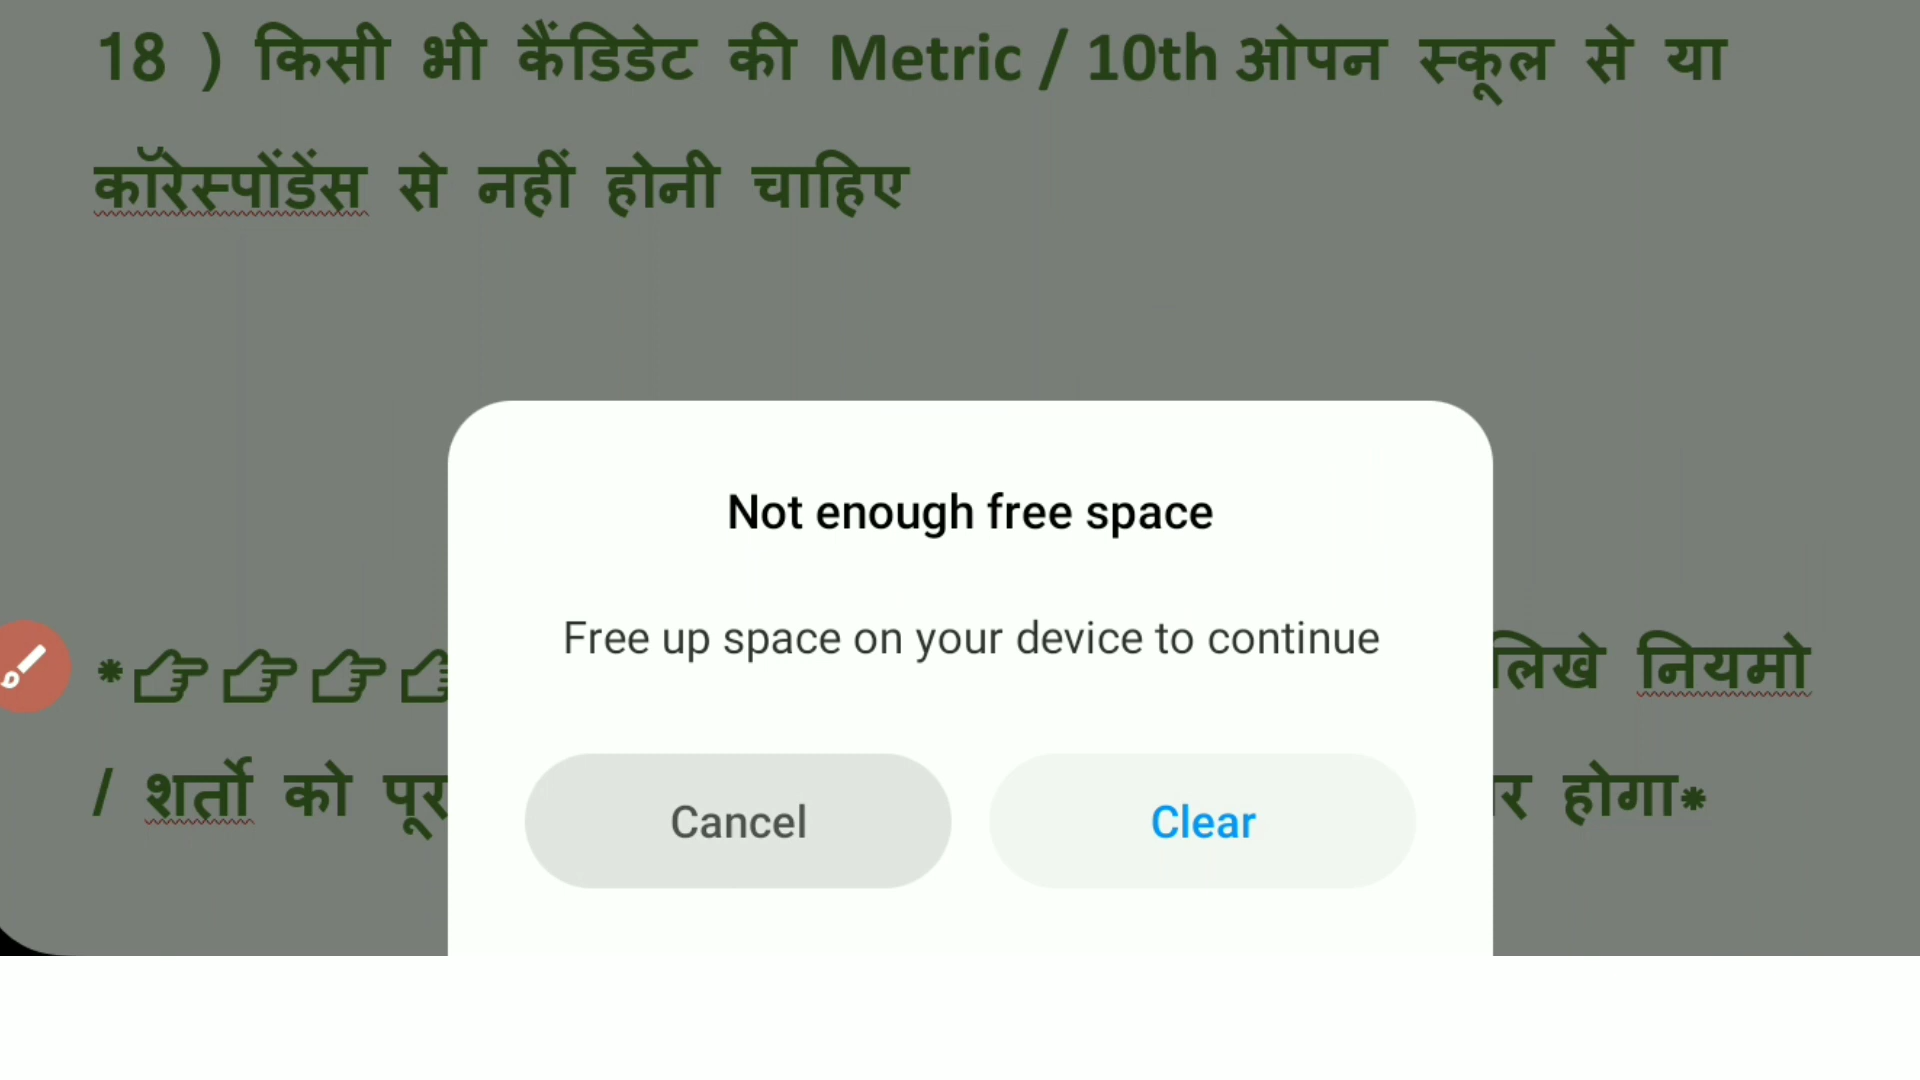 18 ) किसी भी कैंडिडेट की Metric / 10th ओपन स्कूल से या
कॉरेस्पोंडेंस से नहीं होनी चाहिए
Not enough free space
Free up space on your device to continue
*👉👉👉 लिखे नियमो
/ शर्तो को होगा*
Cancel Clear